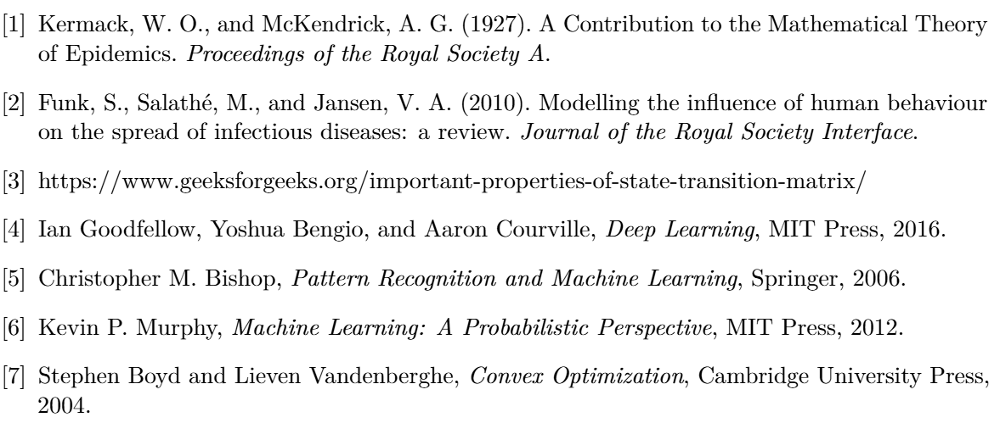 [1] Kermack, W. O., and McKendrick, A. G. (1927). A Contribution to the Mathematical Theory
of Epidemics. Proceedings of the Royal Society A.
[2] Funk, S., Salathé, M., and Jansen, V. A. (2010). Modelling the influence of human behaviour
on the spread of infectious diseases: a review. Journal of the Royal Society Interface.
[3] https://www.geeksforgeeks.org/important-properties-of-state-transition-matrix/
[4] Ian Goodfellow, Yoshua Bengio, and Aaron Courville, Deep Learning, MIT Press, 2016.
[5] Christopher M. Bishop, Pattern Recognition and Machine Learning, Springer, 2006.
[6] Kevin P. Murphy, Machine Learning: A Probabilistic Perspective, MIT Press, 2012.
[7] Stephen Boyd and Lieven Vandenberghe, Convex Optimization, Cambridge University Press,
2004.